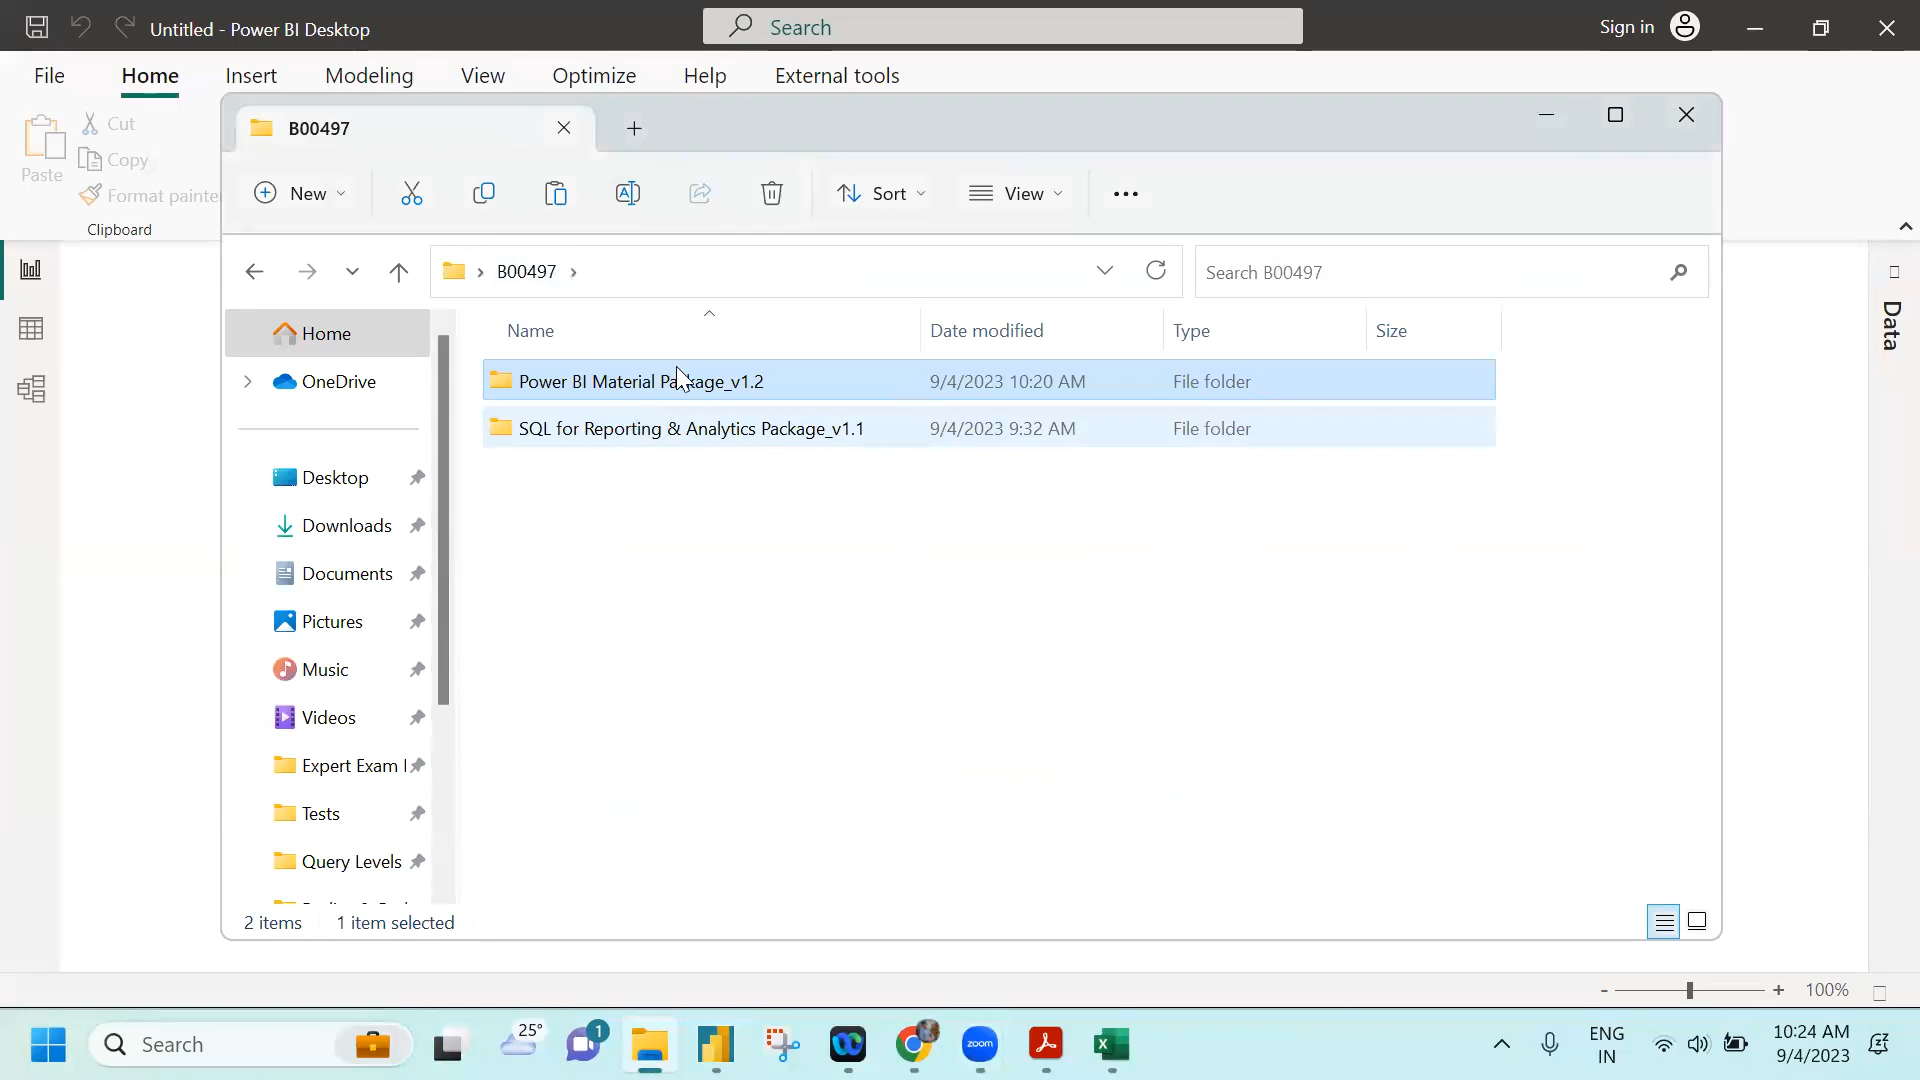 Untitled - Power BI Desktop
Search
Sign in
File Home Insert Modeling View Optimize Help External tools
Paste
Cut
Copy
Format painte
Clipboard
B00497
New
Sort
View
B00497
Search B00497
Name Date modified Type Size
Power BI Material Package_v1.2 9/4/2023 10:20 AM File folder
SQL for Reporting & Analytics Package_v1.1 9/4/2023 9:32 AM File folder
Home
OneDrive
Desktop
Downloads
Documents
Pictures
Music
Videos
Expert Exam
Tests
Query Levels
2 items 1 item selected
Data
- + 100%
Search
25°
1
zoom
ENG
IN
10:24 AM
9/4/2023